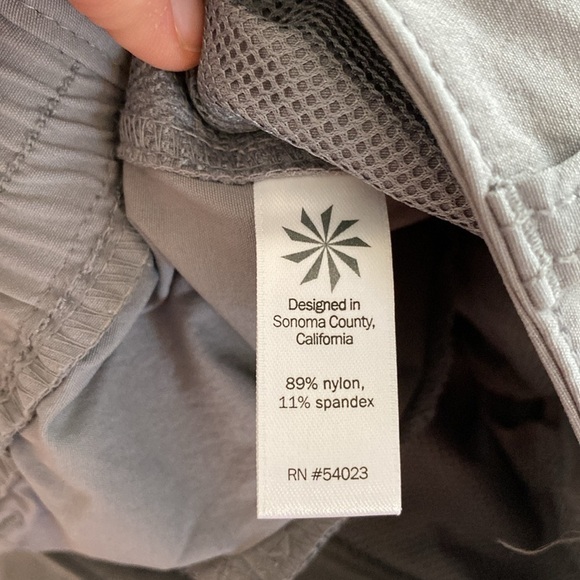 Designed in
Sonoma County,
California
89% nylon,
11% spandex
RN #54023